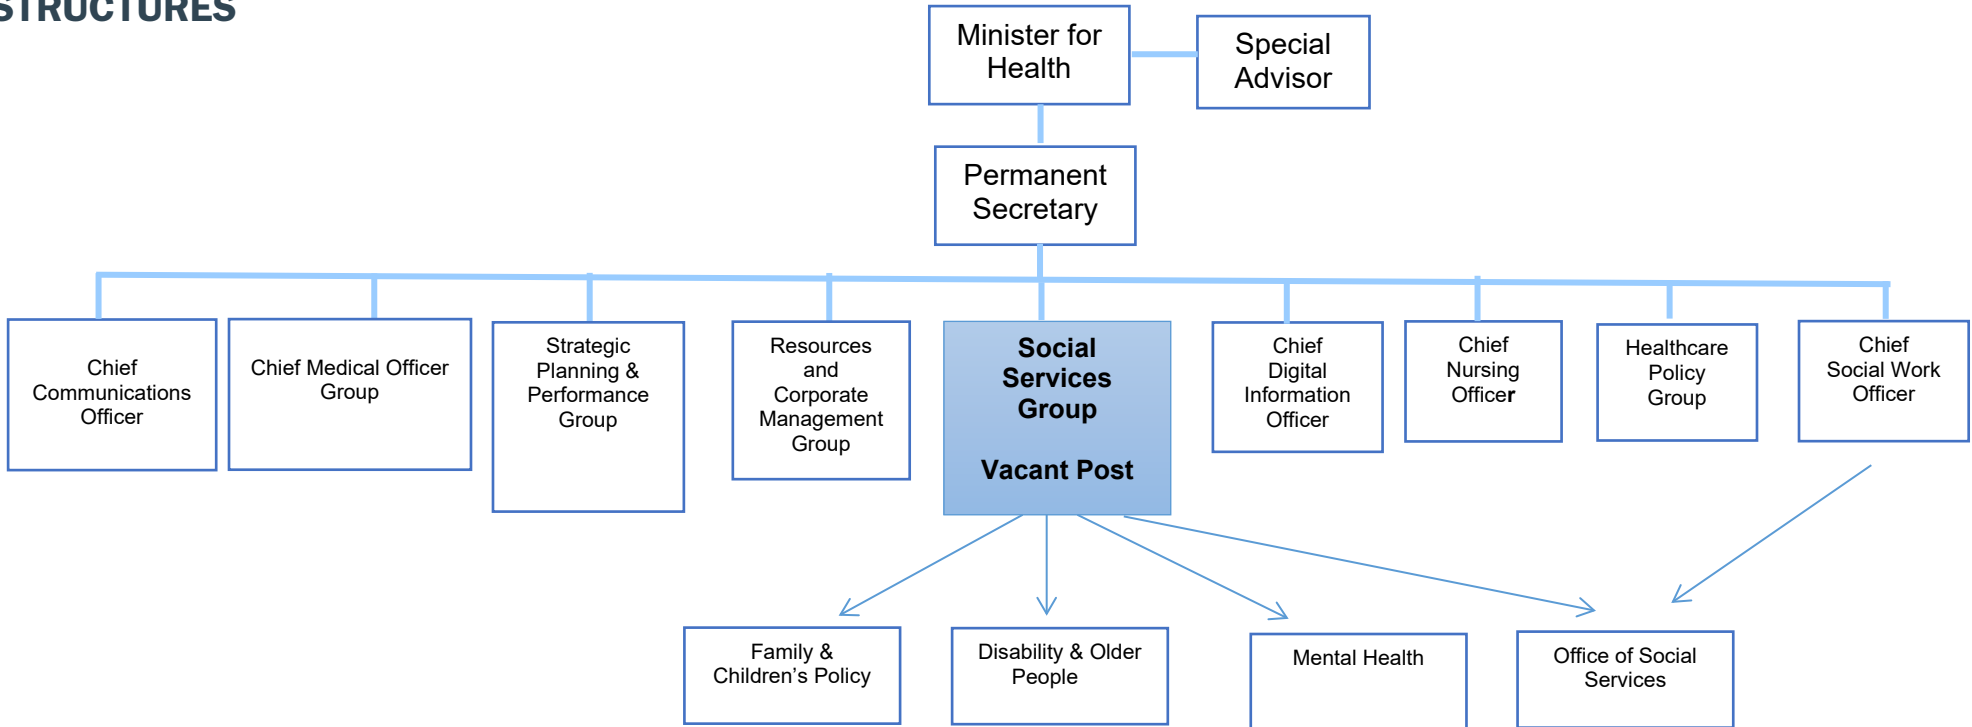 STRUCTURES
Minister for
Health
Special
Advisor
Permanent
Secretary
Chief
Communications
Officer
Chief Medical Officer
Group
Strategic
Planning &
Performance
Group
Resources
and
Corporate
Management
Group
Social
Services
Group
Vacant Post
Chief
Digital
Information
Officer
Chief
Nursing
Officer
Healthcare
Policy
Group
Chief
Social Work
Officer
Family &
Children’s Policy
Disability & Older
People
Mental Health
Office of Social
Services